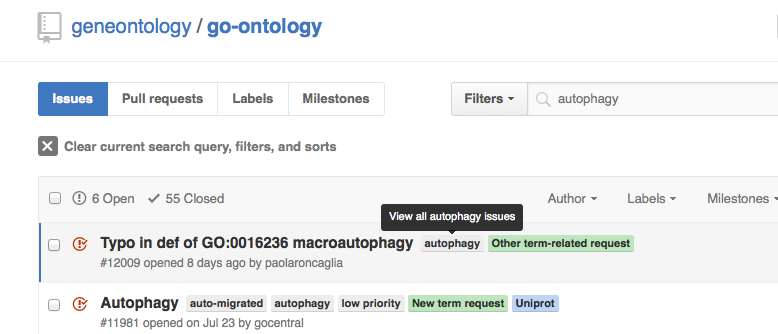 geneontology / go-ontology
Issues Pull requests Labels Milestones Filters autophagy
Clear current search query, filters, and sorts
6 Open 55 Closed Author Labels Milestones
View all autophagy issues
Typo in def of GO:0016236 macroautophagy autophagy Other term-related request
#12009 opened 8 days ago by paolaroncaglia
Autophagy auto-migrated autophagy low priority New term request Uniprot
#11981 opened on Jul 23 by gocentral